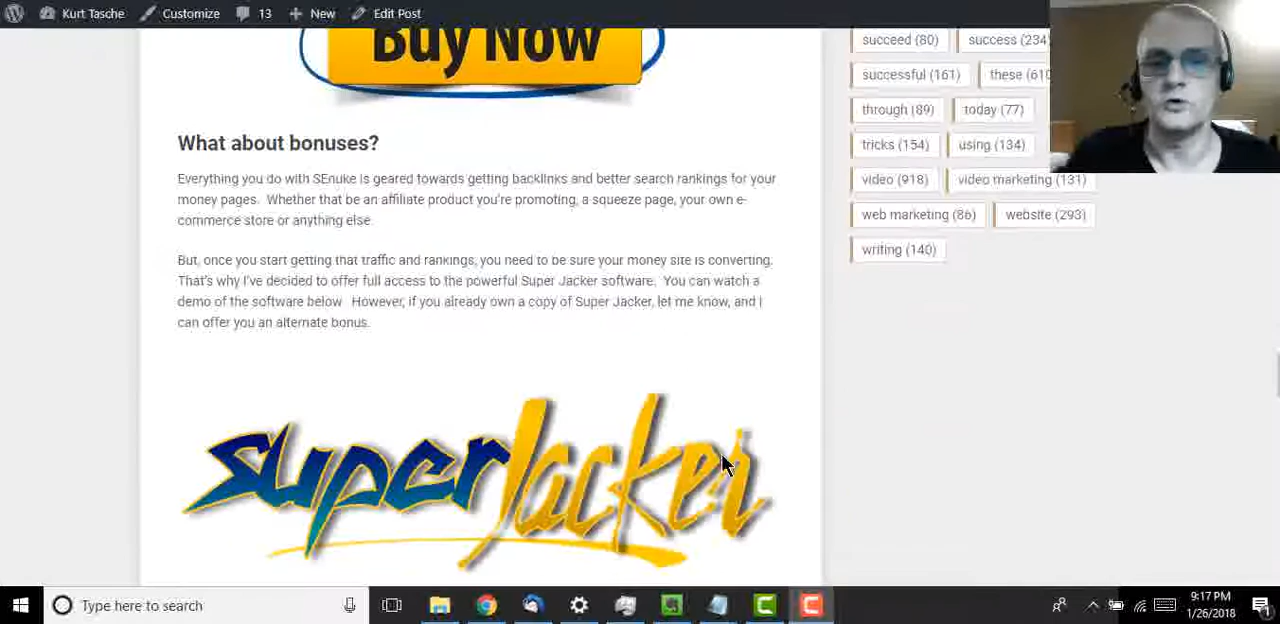 Kurt Tasche Customize 13 New Edit Post
Buy Now
What about bonuses?
Everything you do with SEnuke is geared towards getting backlinks and better search rankings for your
money pages. Whether that be an affiliate product you're promoting, a squeeze page, your own e-
commerce store or anything else
But, once you start getting that traffic and rankings, you need to be sure your money site is converting.
That's why I've decided to offer full access to the powerful Super Jacker software. You can watch a
demo of the software below However, if you already own a copy of Super Jacker, let me know, and I
can offer you an alternate bonus.
superJacker
succeed (80) success (234)
successful (161) these (610
through (89) today (77)
tricks (154) using (134)
video (918) video marketing (131)
web marketing (86) website (293)
writing (140)
Type here to search
9:17 PM
1/26/2018
1